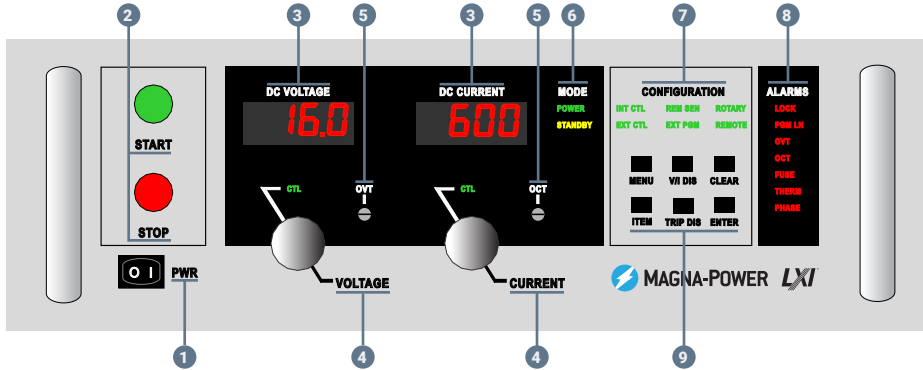 2 3 5 3 5 6 7 8
DC VOLTAGE DC CURRENT MODE CONFIGURATION ALARMS
16.0 600 POWER INT CTL REM SEN ROTARY LOCK
STANDBY EXT CTL EXT PGM REMOTE PGM LN
START OVT
OCT
MENU V/I DIS CLEAR FUSE
CTL OVT CTL OCT THERM
PHASE
STOP ITEM TRIP DIS ENTER
O I PWR VOLTAGE CURRENT MAGNA-POWER LXI
1 4 4 9